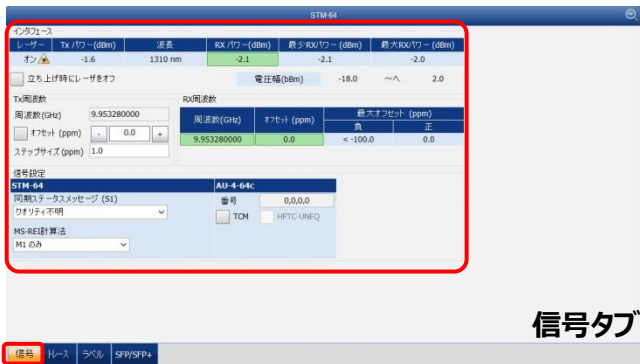 STM-64
インタフェース
レーザー Tx パワー(dBm) 波長 RX パワー(dBm) 最少RXパワー (dBm) 最大RXパワー (dBm)
オン -1.6 1310 nm -2.1 -2.1 -2.0
立ち上げ時にレーザをオフ 電圧幅(bBm) -18.0 ～へ 2.0
Tx周波数 RX周波数
周波数(GHz) 9.953280000
周波数(GHz) オフセット (ppm) 最大オフセット (ppm)
負 正
オフセット (ppm) - 0.0 +
9.953280000 0.0 < -100.0 0.0
ステップサイズ (ppm) 1.0
信号設定
STM-64 AU-4-64c
同期ステータスメッセージ (S1) 番号 0,0,0,0
クオリティ不明 TCM HPTC-UNEQ
MS-REI計算法
M1 のみ
信号タブ
信号 トレース ラベル SFP/SFP+